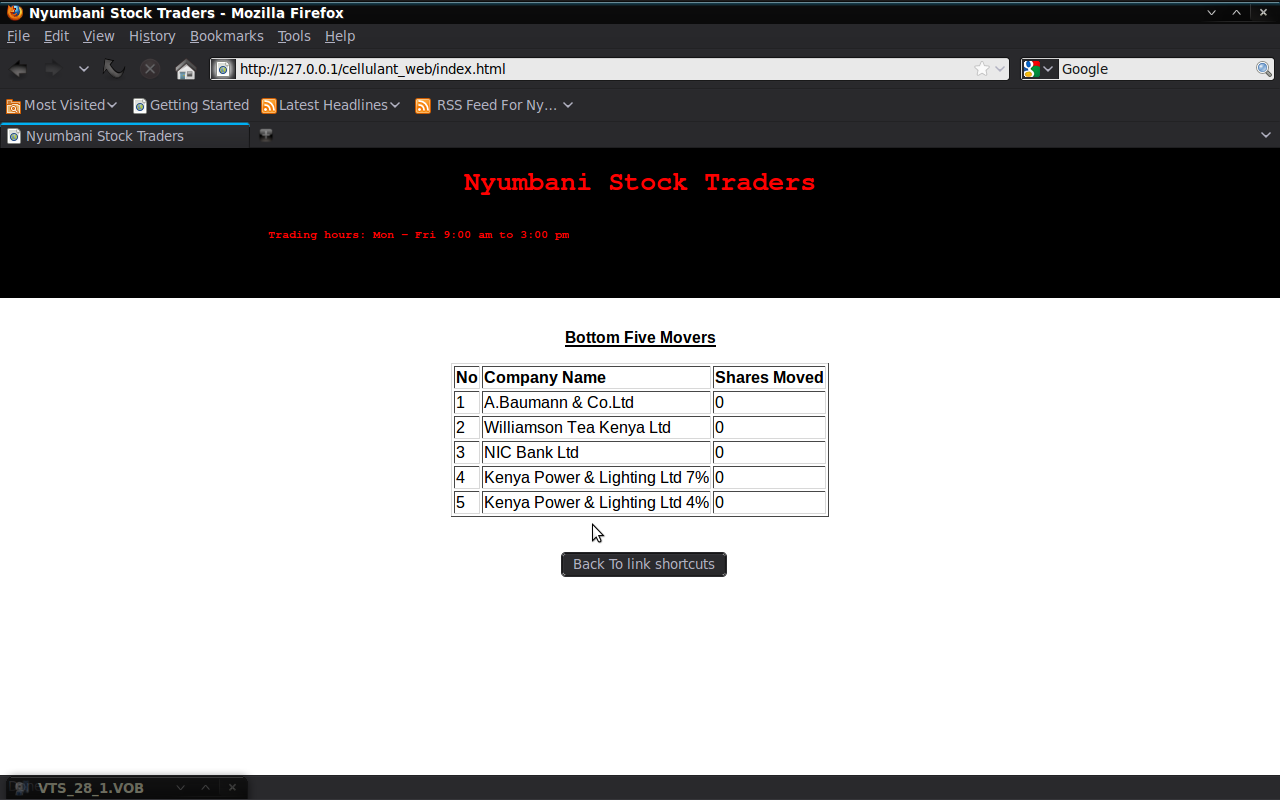 Nyumbani Stock Traders - Mozilla Firefox
File Edit View History Bookmarks Tools Help
http://127.0.0.1/cellulant_web/index.html Google
Most Visited Getting Started Latest Headlines RSS Feed For Ny...
Nyumbani Stock Traders
Nyumbani Stock Traders
Trading hours: Mon - Fri 9:00 am to 3:00 pm
Bottom Five Movers
No Company Name Shares Moved
1 A.Baumann & Co.Ltd 0
2 Williamson Tea Kenya Ltd 0
3 NIC Bank Ltd 0
4 Kenya Power & Lighting Ltd 7% 0
5 Kenya Power & Lighting Ltd 4% 0
Back To link shortcuts
VTS_28_1.VOB